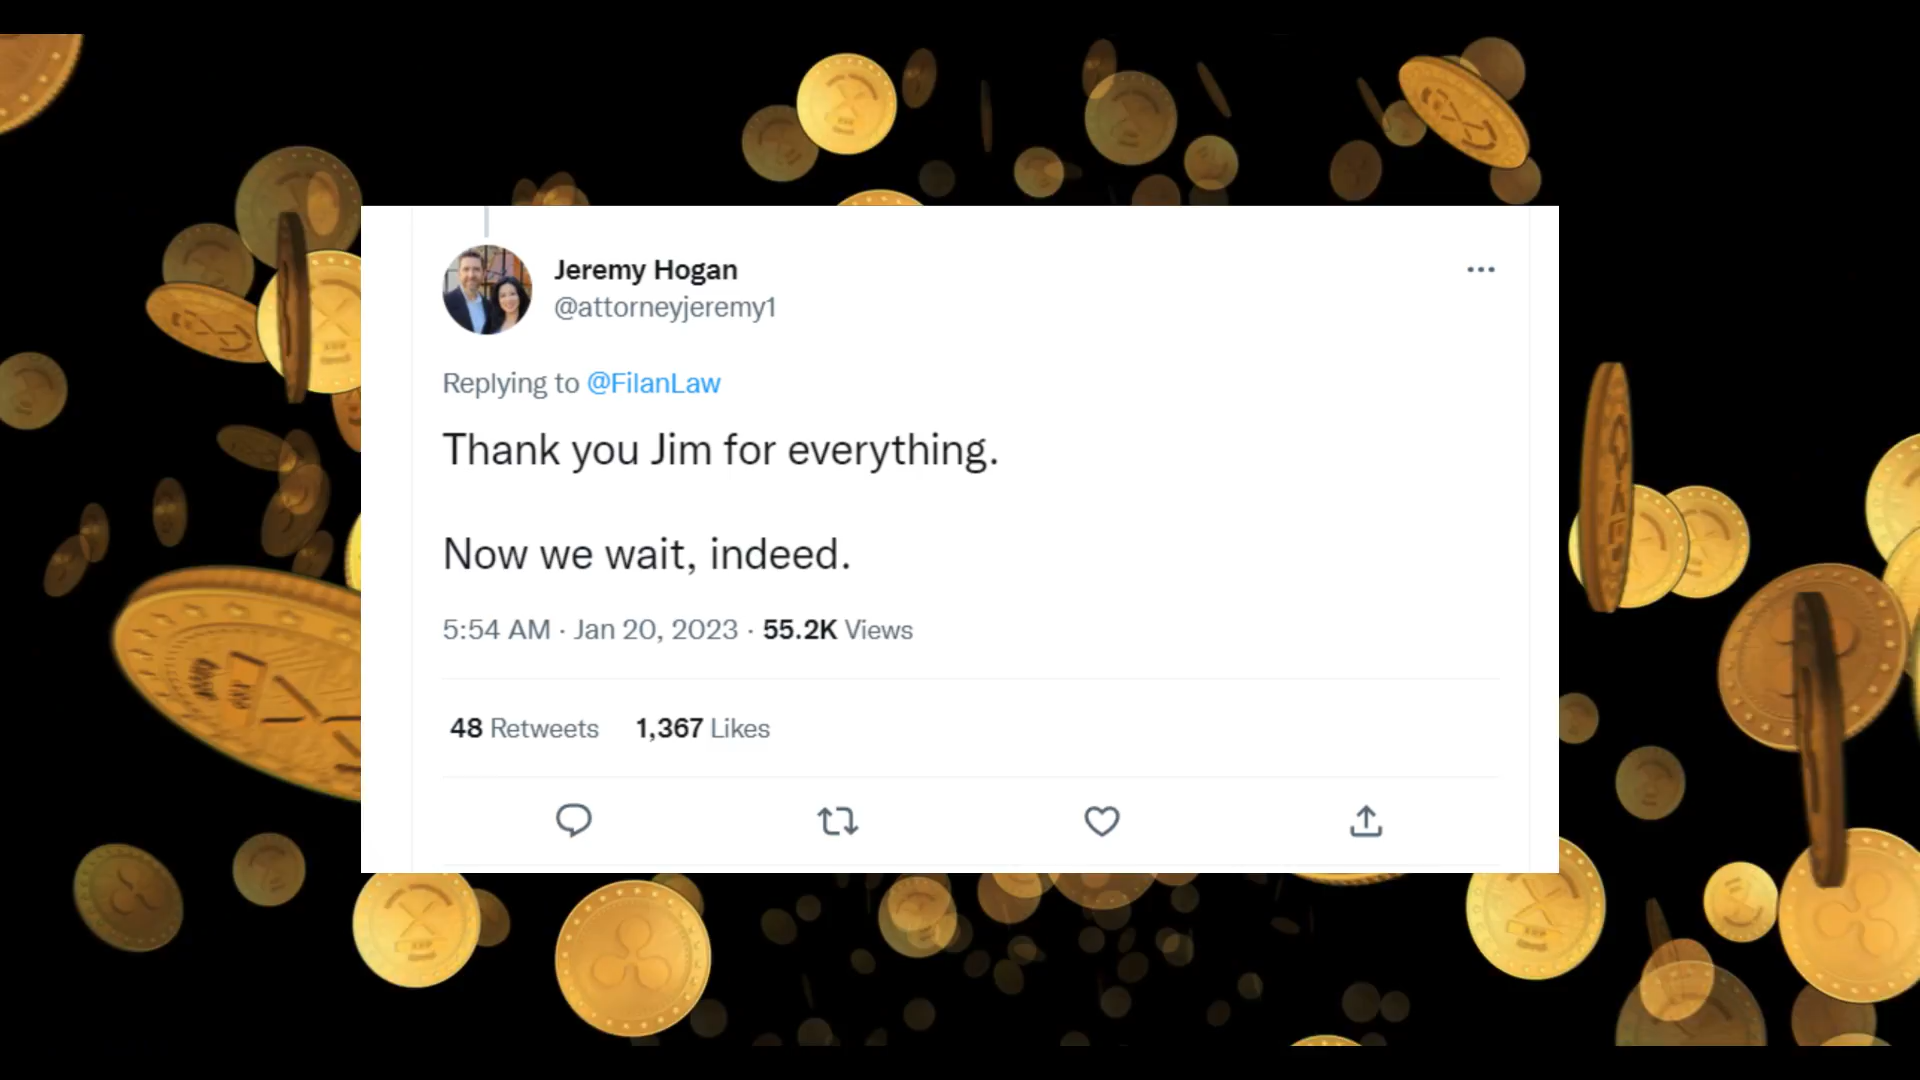 Jeremy Hogan
@attorneyjeremy1
Replying to @FilanLaw
Thank you Jim for everything.
Now we wait, indeed.
5:54 AM · Jan 20, 2023 · 55.2K Views
48 Retweets 1,367 Likes